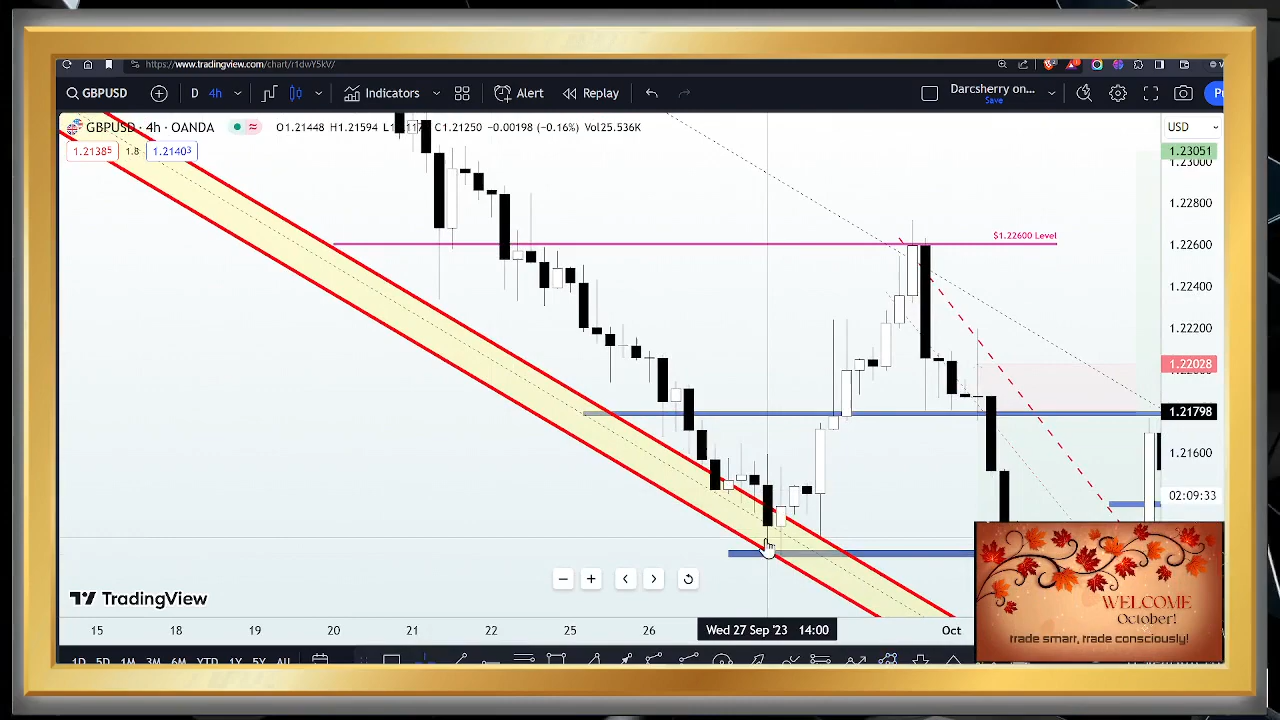 https://www.tradingview.com/chart/r1dwY5kV/
GBPUSD D 4h Indicators Alert Replay Darcsherry on... Save
GBPUSD · 4h · OANDA O1.21448 H1.21594 C1.21250 −0.00198 (−0.16%) Vol25.536K
USD
1.21385 1.8 1.21403
1.23051
1.23000
1.22800
$1.22600 Level
1.22600
1.22400
1.22200
1.22028
1.21798
1.21600
02:09:33
TradingView
15 18 19 20 21 22 25 26 Wed 27 Sep '23 14:00 Oct
WELCOME
October!
trade smart, trade consciously!
1D 5D 1M 3M 6M YTD 1Y 5Y All